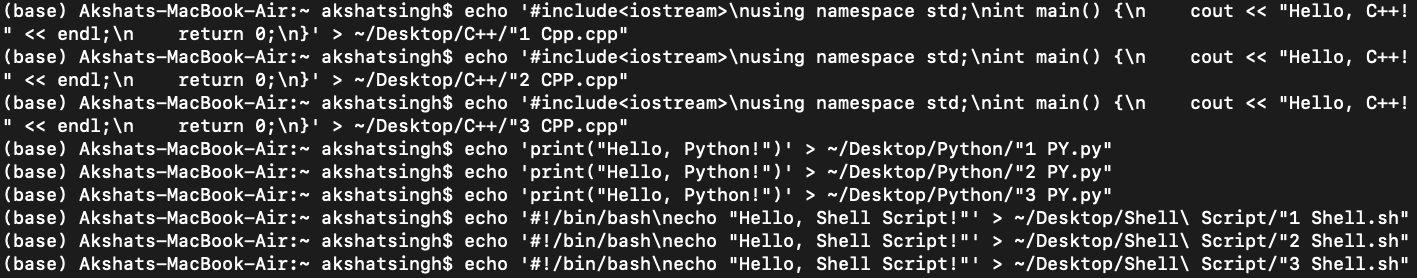 (base) Akshats-MacBook-Air:~ akshatsingh$ echo '#include<iostream>\nusing namespace std;\nint main() {\n    cout << "Hello, C++!
" << endl;\n    return 0;\n}' > ~/Desktop/C++/"1 Cpp.cpp"
(base) Akshats-MacBook-Air:~ akshatsingh$ echo '#include<iostream>\nusing namespace std;\nint main() {\n    cout << "Hello, C++!
" << endl;\n    return 0;\n}' > ~/Desktop/C++/"2 CPP.cpp"
(base) Akshats-MacBook-Air:~ akshatsingh$ echo '#include<iostream>\nusing namespace std;\nint main() {\n    cout << "Hello, C++!
" << endl;\n    return 0;\n}' > ~/Desktop/C++/"3 CPP.cpp"
(base) Akshats-MacBook-Air:~ akshatsingh$ echo 'print("Hello, Python!")' > ~/Desktop/Python/"1 PY.py"
(base) Akshats-MacBook-Air:~ akshatsingh$ echo 'print("Hello, Python!")' > ~/Desktop/Python/"2 PY.py"
(base) Akshats-MacBook-Air:~ akshatsingh$ echo 'print("Hello, Python!")' > ~/Desktop/Python/"3 PY.py"
(base) Akshats-MacBook-Air:~ akshatsingh$ echo '#!/bin/bash\necho "Hello, Shell Script!"' > ~/Desktop/Shell\ Script/"1 Shell.sh"
(base) Akshats-MacBook-Air:~ akshatsingh$ echo '#!/bin/bash\necho "Hello, Shell Script!"' > ~/Desktop/Shell\ Script/"2 Shell.sh"
(base) Akshats-MacBook-Air:~ akshatsingh$ echo '#!/bin/bash\necho "Hello, Shell Script!"' > ~/Desktop/Shell\ Script/"3 Shell.sh"